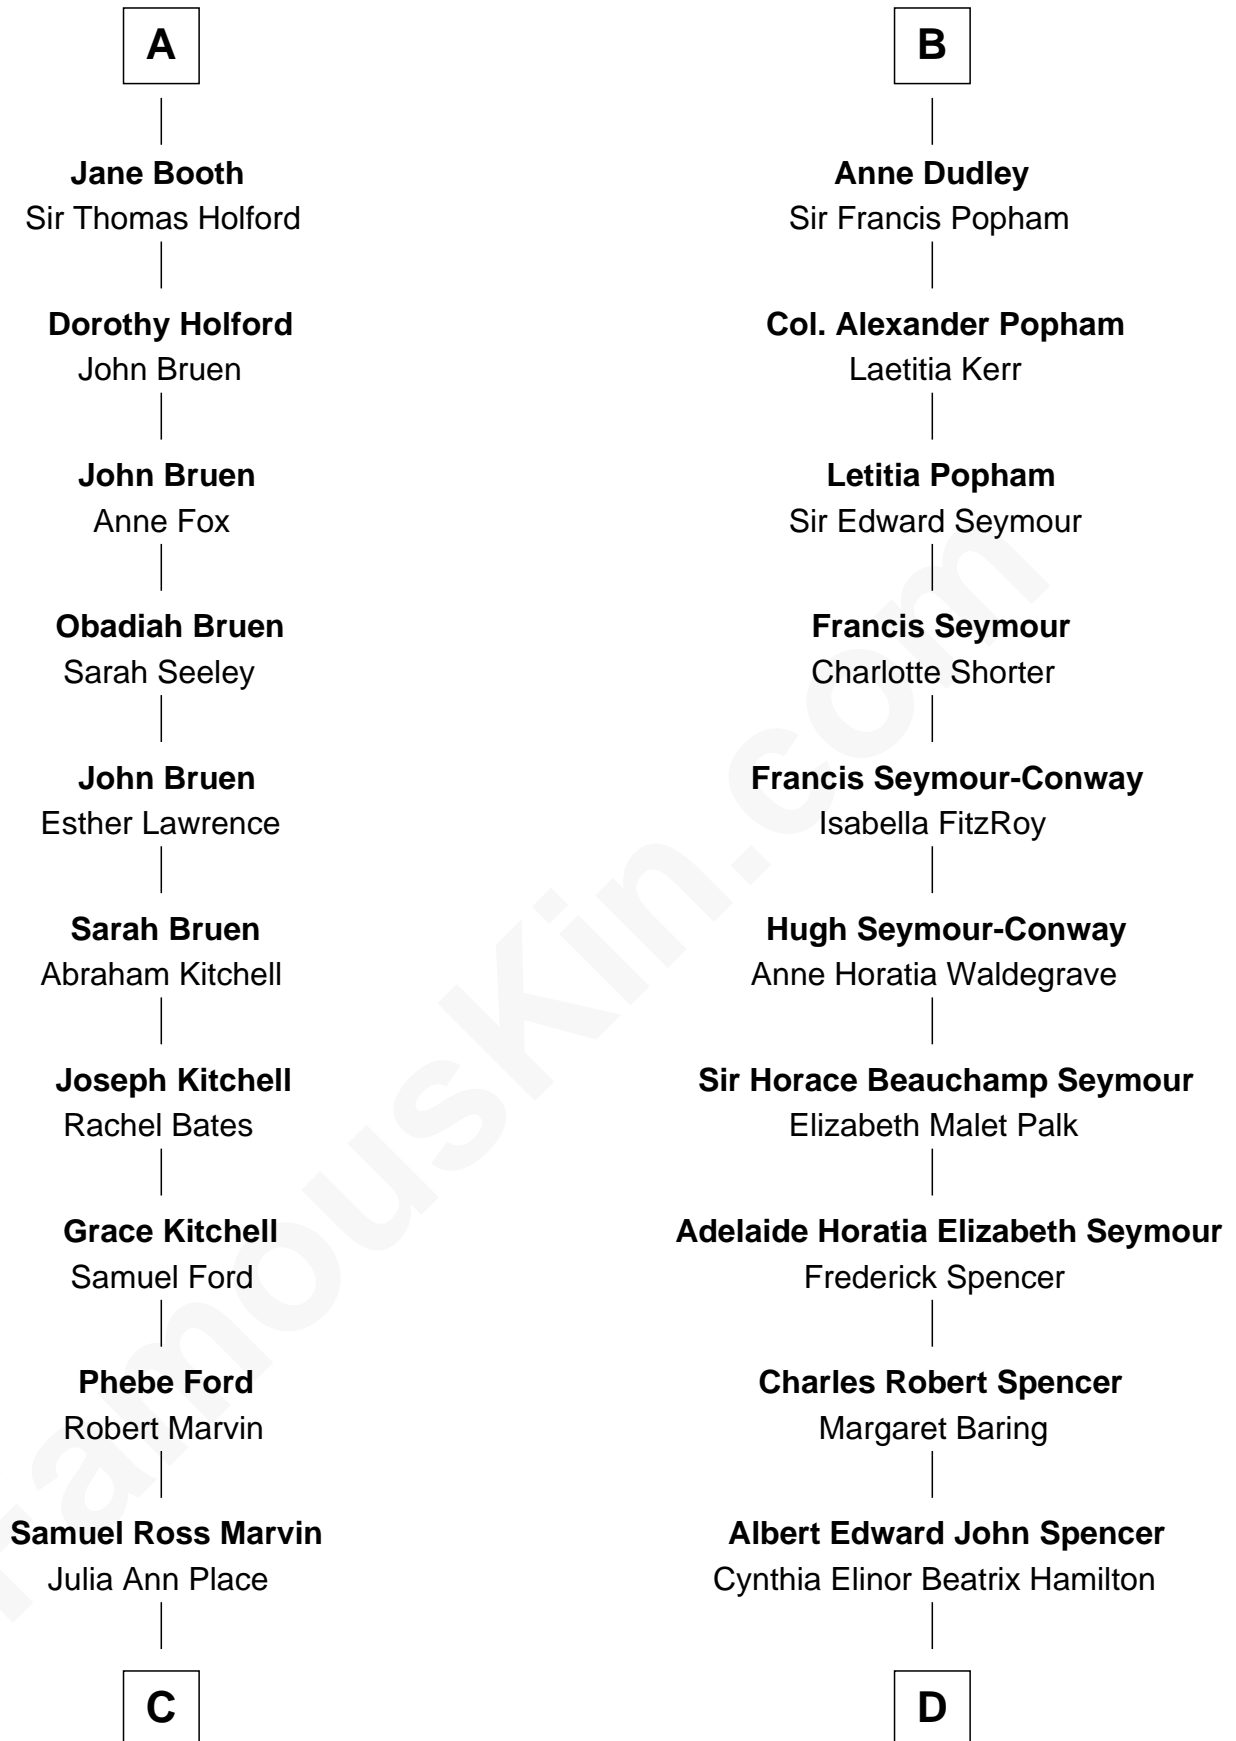 A
Jane Booth
Sir Thomas Holford
Dorothy Holford
John Bruen
John Bruen
Anne Fox
Obadiah Bruen
Sarah Seeley
John Bruen
Esther Lawrence
Sarah Bruen
Abraham Kitchell
Joseph Kitchell
Rachel Bates
Grace Kitchell
Samuel Ford
Phebe Ford
Robert Marvin
Samuel Ross Marvin
Julia Ann Place
C
B
Anne Dudley
Sir Francis Popham
Col. Alexander Popham
Laetitia Kerr
Letitia Popham
Sir Edward Seymour
Francis Seymour
Charlotte Shorter
Francis Seymour-Conway
Isabella FitzRoy
Hugh Seymour-Conway
Anne Horatia Waldegrave
Sir Horace Beauchamp Seymour
Elizabeth Malet Palk
Adelaide Horatia Elizabeth Seymour
Frederick Spencer
Charles Robert Spencer
Margaret Baring
Albert Edward John Spencer
Cynthia Elinor Beatrix Hamilton
D
FamousKin.com